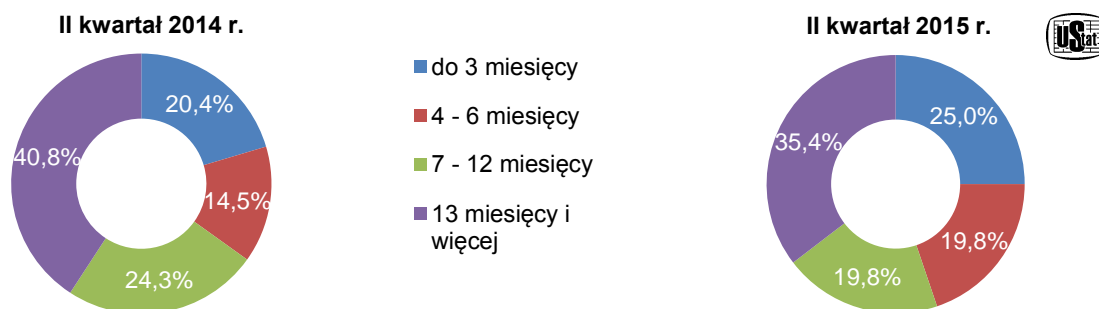 II kwartał 2014 r.
20,4%
14,5%
24,3%
40,8%
do 3 miesięcy
4 - 6 miesięcy
7 - 12 miesięcy
13 miesięcy i
więcej
II kwartał 2015 r.
25,0%
19,8%
19,8%
35,4%
UStat